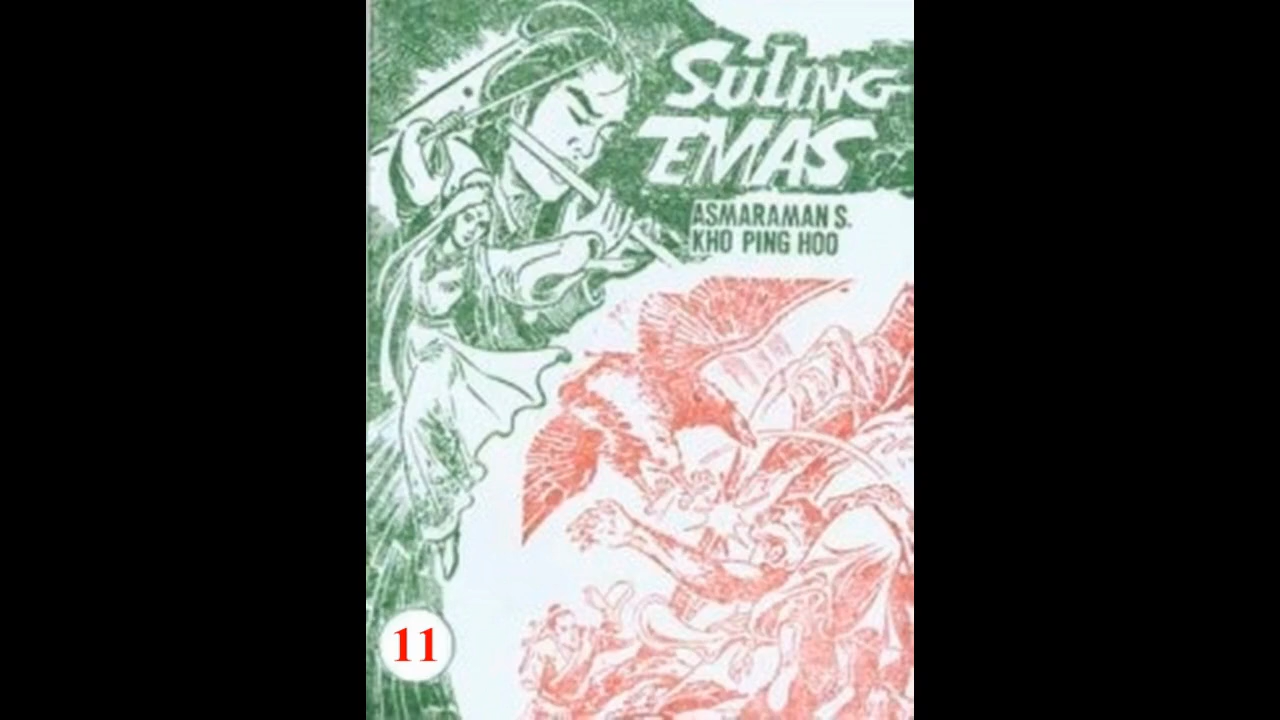 SULING
EMAS
ASMARAMAN S.
KHO PING HOO
11